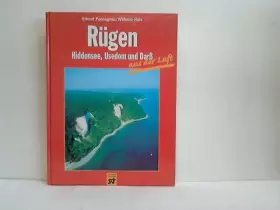 Rügen
Hiddensee, Usedom und Darß
aus der Luft